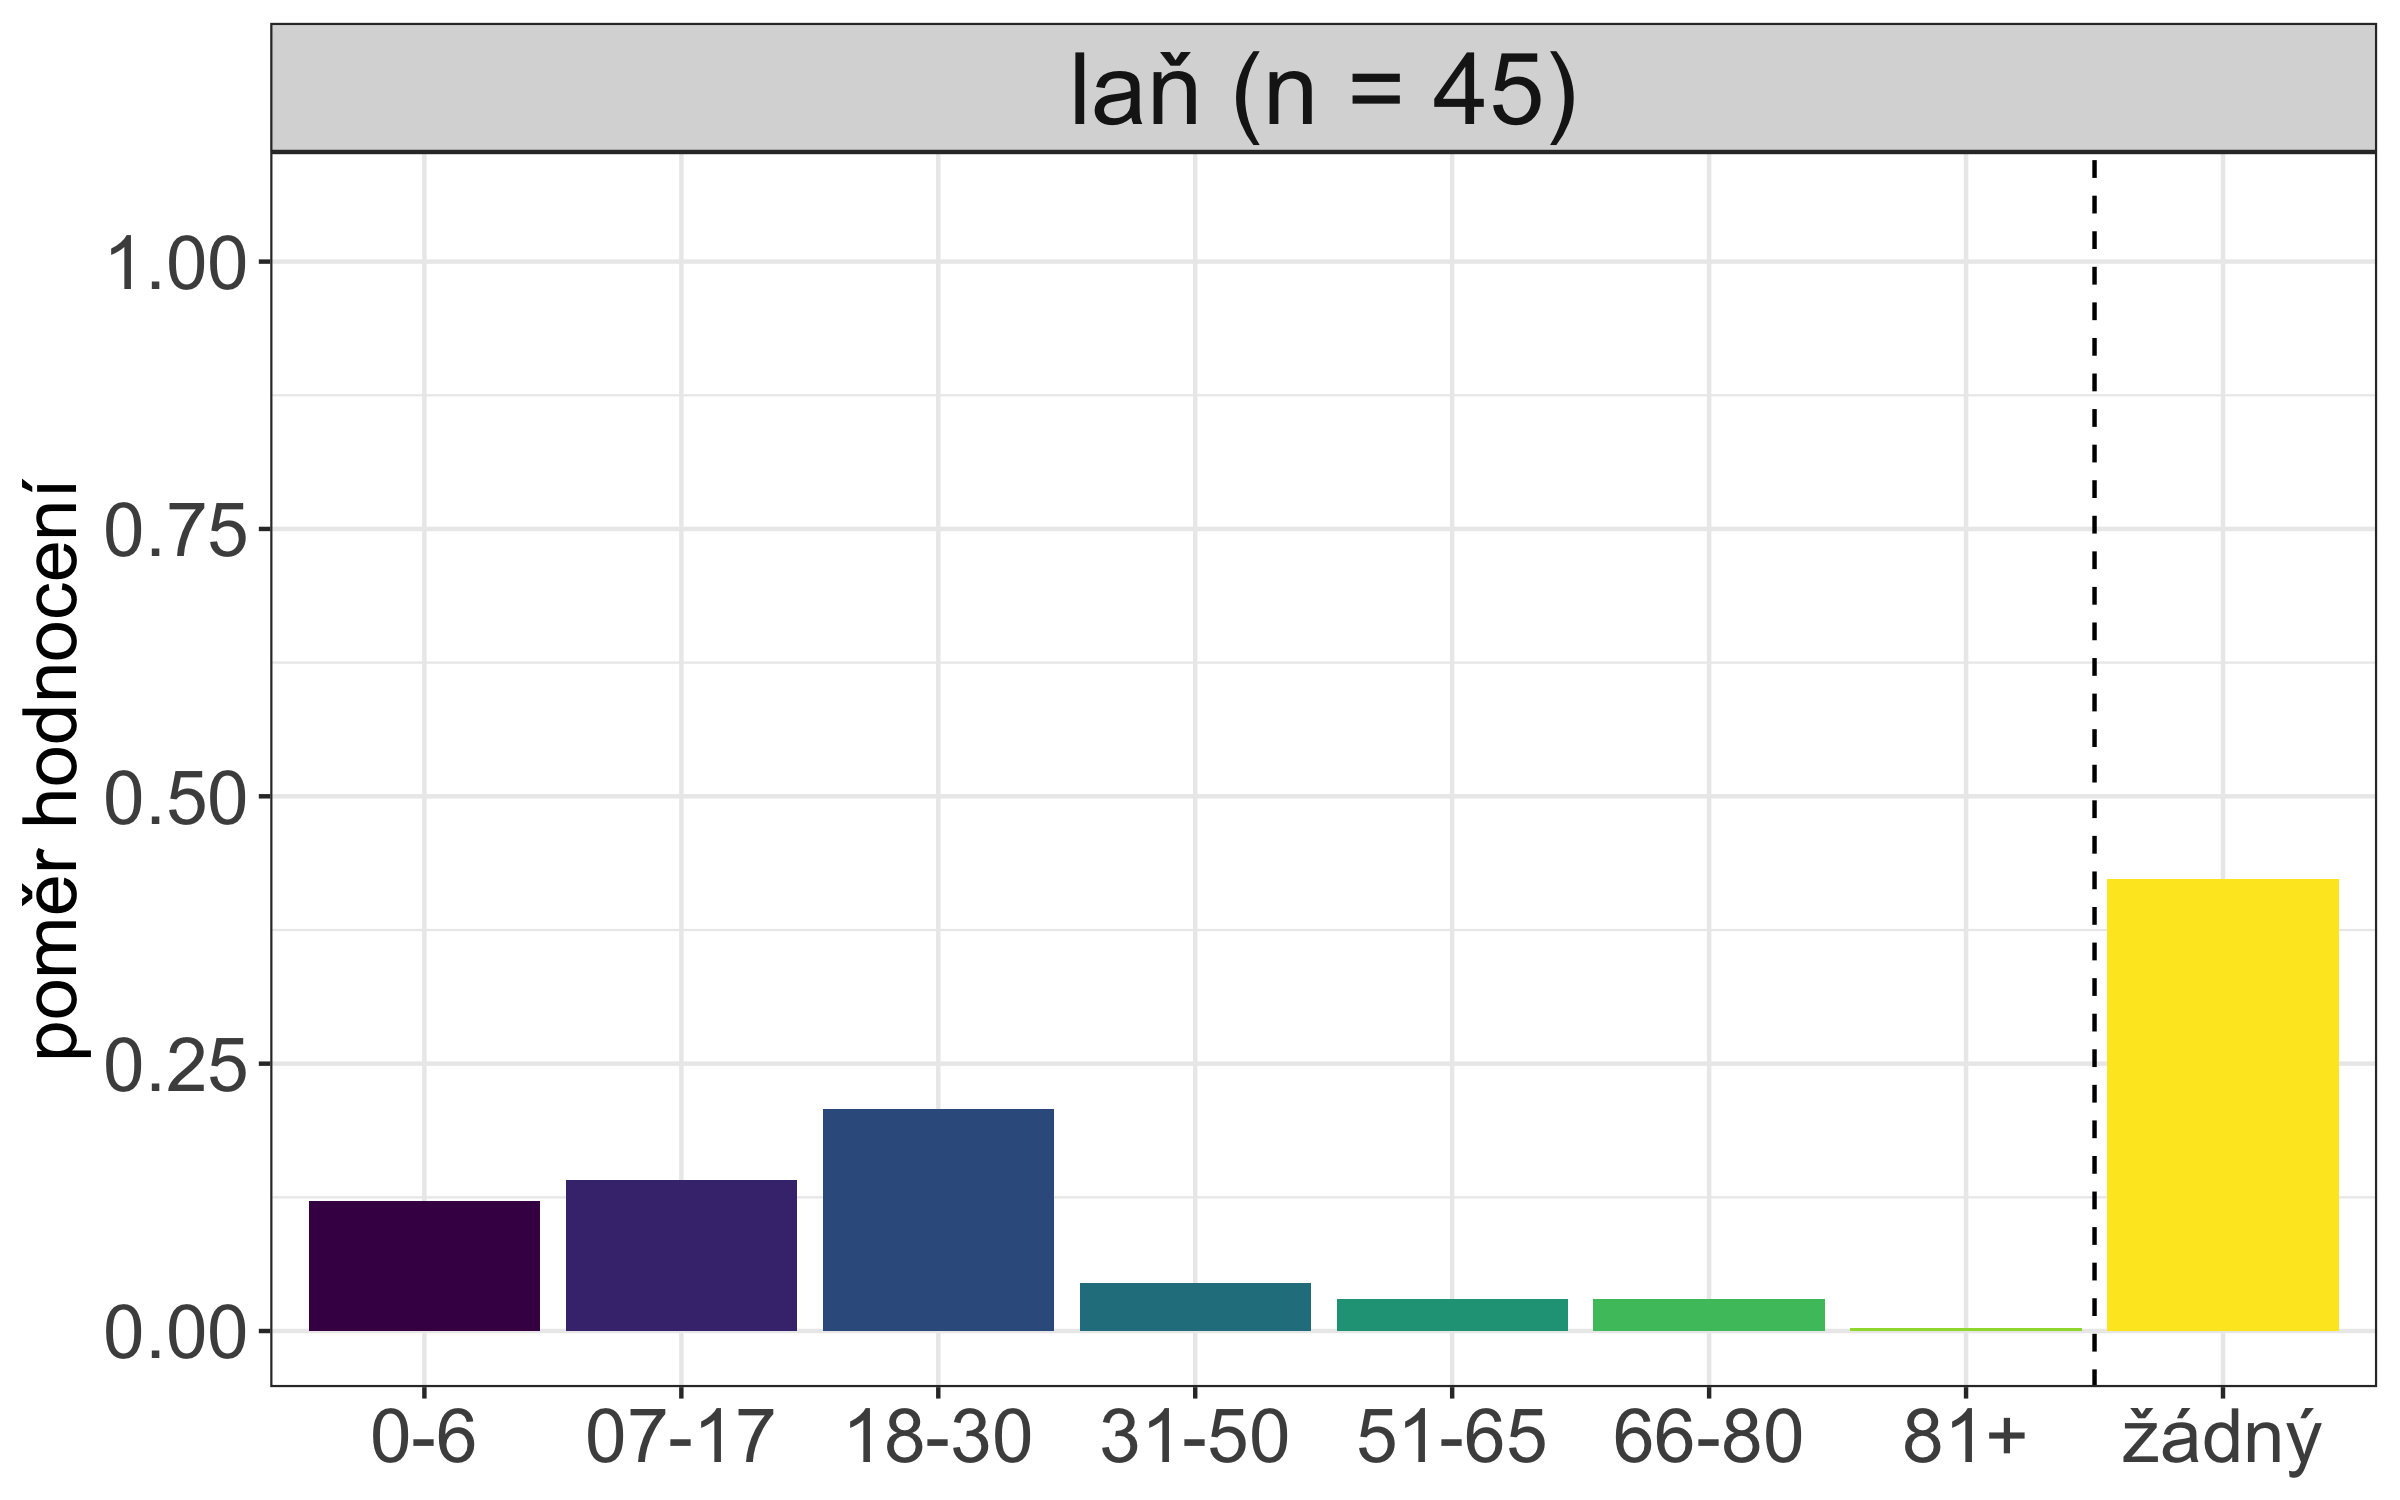 laň (n = 45)
poměr hodnocení
1.00
0.75
0.50
0.25
0.00
0-6 07-17 18-30 31-50 51-65 66-80 81+ žádný